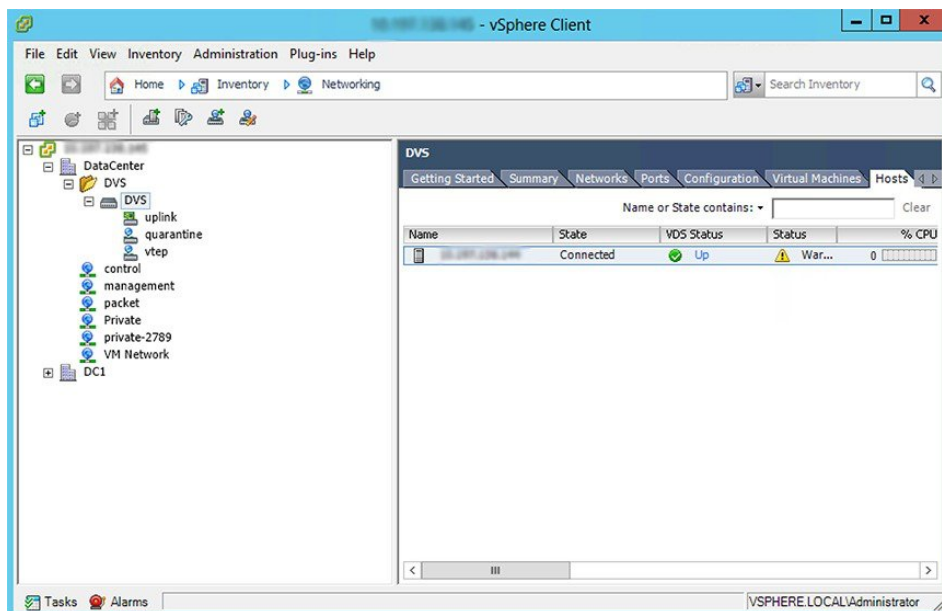 - vSphere Client
File Edit View Inventory Administration Plug-ins Help
Home Inventory Networking Search Inventory
DataCenter
DVS
DVS
uplink
quarantine
vtep
control
management
packet
Private
private-2789
VM Network
DC1
DVS
Getting Started Summary Networks Ports Configuration Virtual Machines Hosts
Name or State contains: Clear
Name State VDS Status Status % CPU
Connected Up War... 0
Tasks Alarms VSPHERE.LOCAL\Administrator